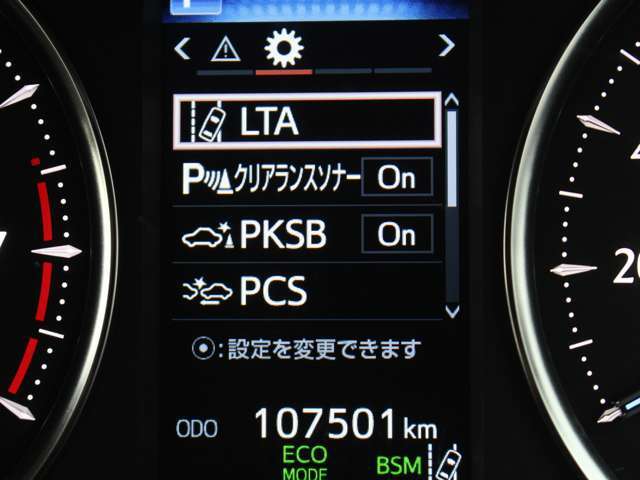 LTA
Pクリアランスソナー On
PKSB On
PCS
⦿:設定を変更できます
ODO 107501 km
ECO
MODE BSM